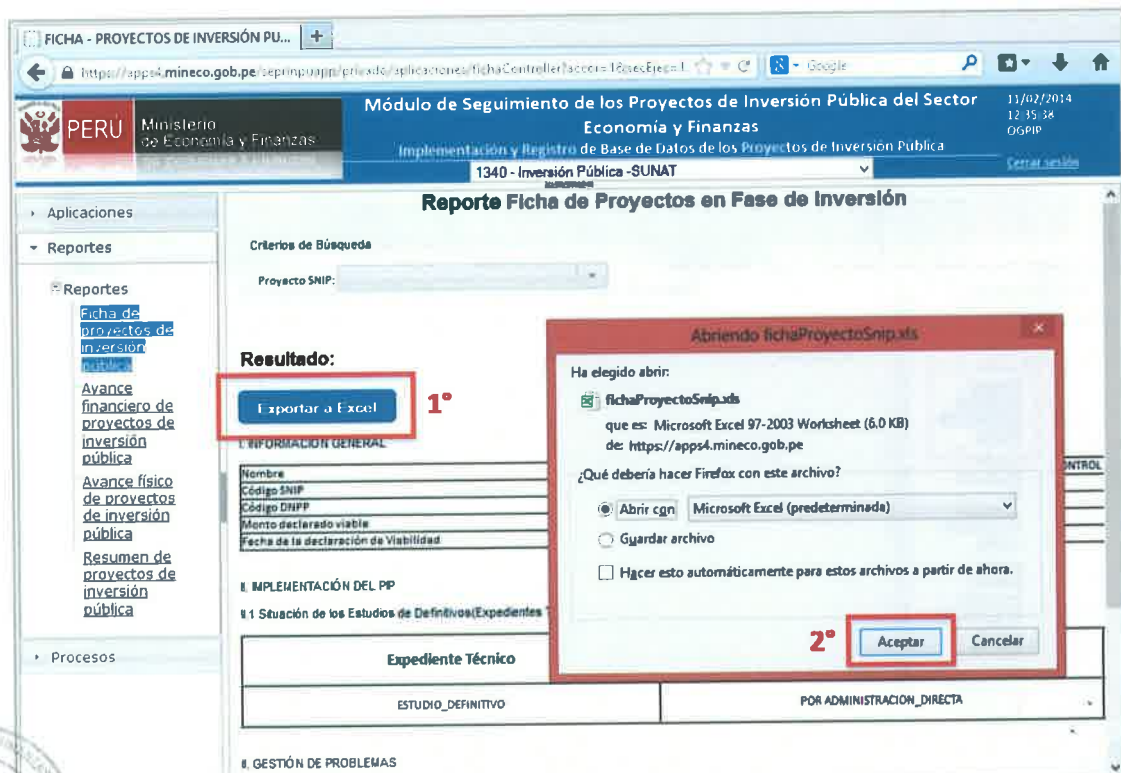 FICHA - PROYECTOS DE INVERSIÓN PU...
Google
PERÚ
Ministerio
de Economía y Finanzas
Módulo de Seguimiento de los Proyectos de Inversión Pública del Sector
Economía y Finanzas
Implementación y Registro de Base de Datos de los Proyectos de Inversión Pública
1340 - Inversión Pública -SUNAT
11/02/2014
12:35:38
OGPIP
Cerrar sesión
Aplicaciones
Reportes
Reportes
Ficha de
proyectos de
inversión
pública
Avance
financiero de
proyectos de
inversión
pública
Avance físico
de proyectos
de inversión
pública
Resumen de
proyectos de
inversión
pública
Procesos
Reporte Ficha de Proyectos en Fase de Inversión
Criterios de Búsqueda
Proyecto SNIP:
Resultado:
Exportar a Excel
1°
I. INFORMACIÓN GENERAL
Nombre
NTROL
Código SNIP
Código DNPP
Monto declarado viable
Fecha de la declaración de Viabilidad
II. IMPLEMENTACIÓN DEL PIP
II.1 Situación de los Estudios de Definitivos(Expedientes
Expediente Técnico
ESTUDIO_DEFINITIVO
POR ADMINISTRACION_DIRECTA
II. GESTIÓN DE PROBLEMAS
Abriendo fichaProyectoSnip.xls
Ha elegido abrir:
fichaProyectoSnip.xls
que es: Microsoft Excel 97-2003 Worksheet (6.0 KB)
de: https://apps4.mineco.gob.pe
¿Qué debería hacer Firefox con este archivo?
Abrir con
Microsoft Excel (predeterminada)
Guardar archivo
Hacer esto automáticamente para estos archivos a partir de ahora.
2°
Aceptar
Cancelar